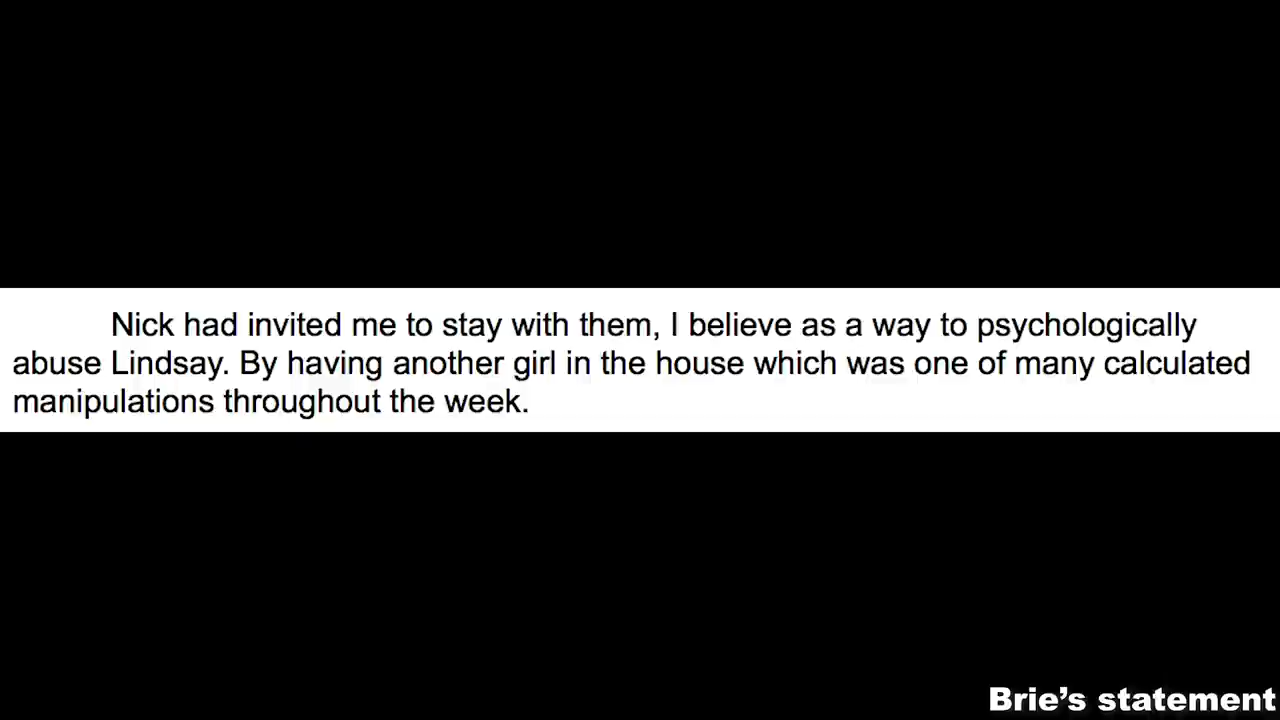 Nick had invited me to stay with them, I believe as a way to psychologically
abuse Lindsay. By having another girl in the house which was one of many calculated
manipulations throughout the week.
Brie's statement